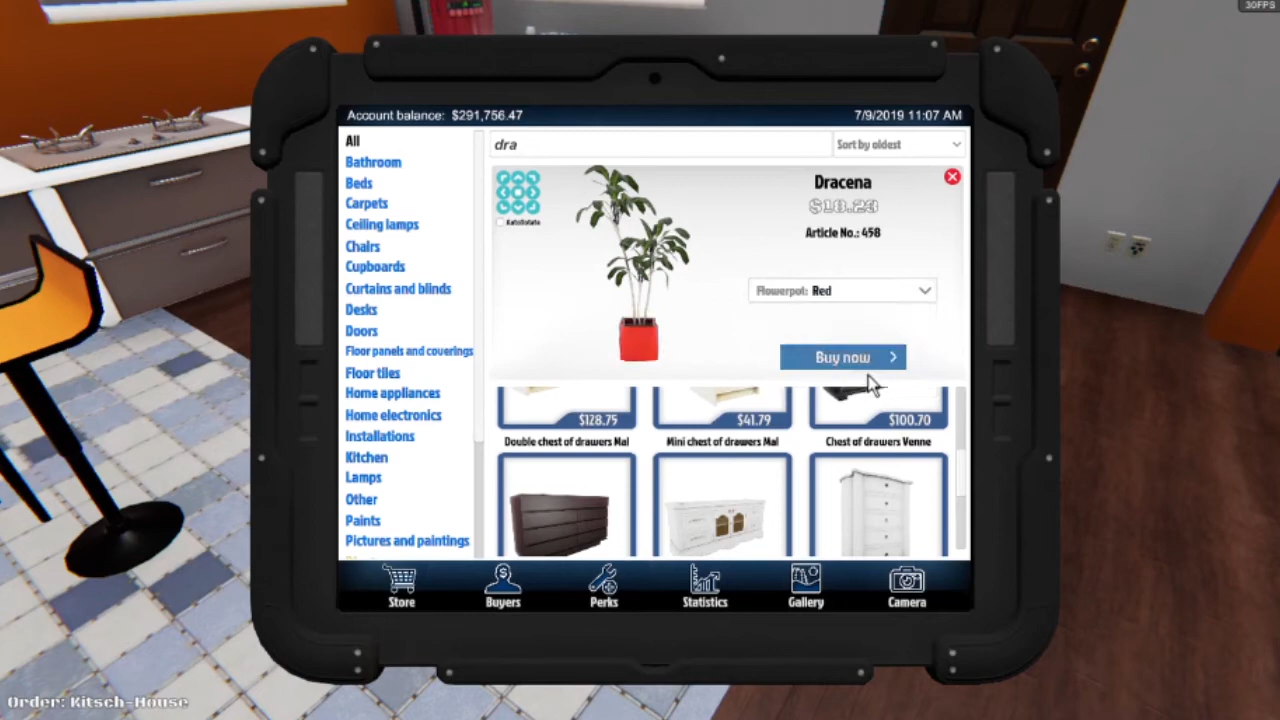 30FPS
Account balance: $291,756.47
7/9/2019 11:07 AM
All
Bathroom
Beds
Carpets
Ceiling lamps
Chairs
Cupboards
Curtains and blinds
Desks
Doors
Floor panels and coverings
Floor tiles
Home appliances
Home electronics
Installations
Kitchen
Lamps
Other
Paints
Pictures and paintings
dra
Sort by oldest
AutoRotate
Dracena
$18.23
Article No.: 458
Flowerpot: Red
Buy now
$128.75
$41.79
$100.70
Double chest of drawers Mal
Mini chest of drawers Mal
Chest of drawers Venne
Store
Buyers
Perks
Statistics
Gallery
Camera
Order: Kitsch-House